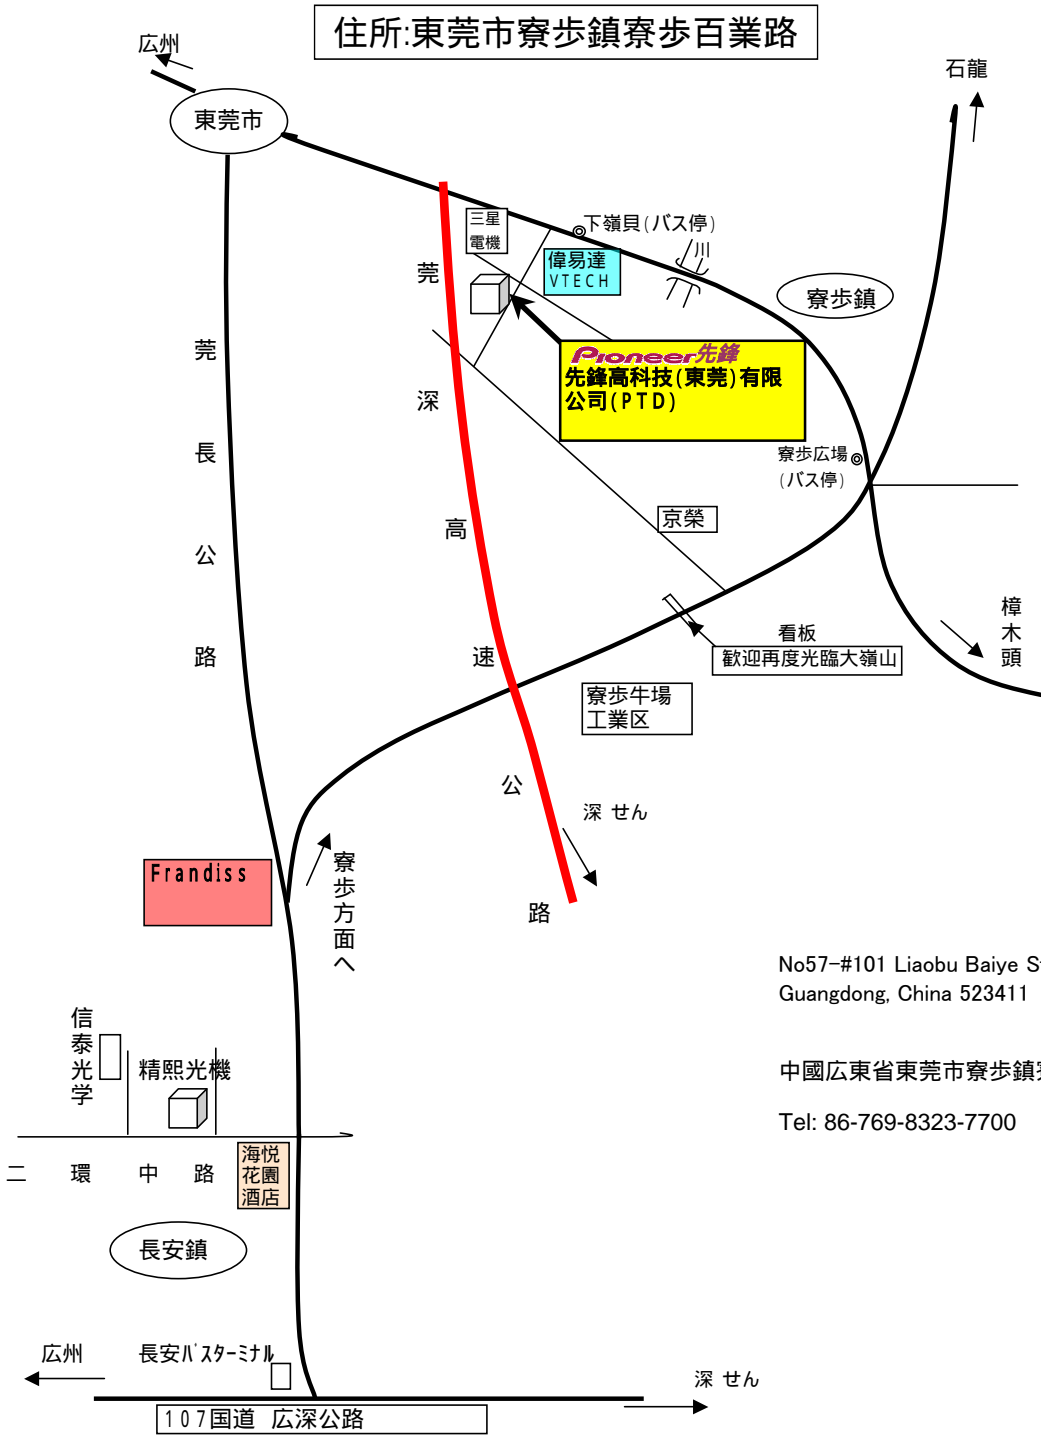 住所:東莞市寮歩鎮寮歩百業路
広州
石龍
東莞市
三星
電機
下嶺貝(バス停)
川
偉易達
VTECH
寮歩鎮
莞深高速公路
莞長公路
Pioneer先鋒
先鋒高科技(東莞)有限
公司(PTD)
寮歩広場
(バス停)
京榮
樟木頭
看板
歓迎再度光臨大嶺山
寮歩牛場
工業区
深 せん
Frandiss
寮歩方面へ
No57-#101 Liaobu Baiye
Guangdong, China 523411
信泰光学
精熙光機
中國広東省東莞市寮歩鎮
Tel: 86-769-8323-7700
海悦
花園
酒店
二環中路
長安鎮
広州
長安バスターミナル
深 せん
107国道 広深公路